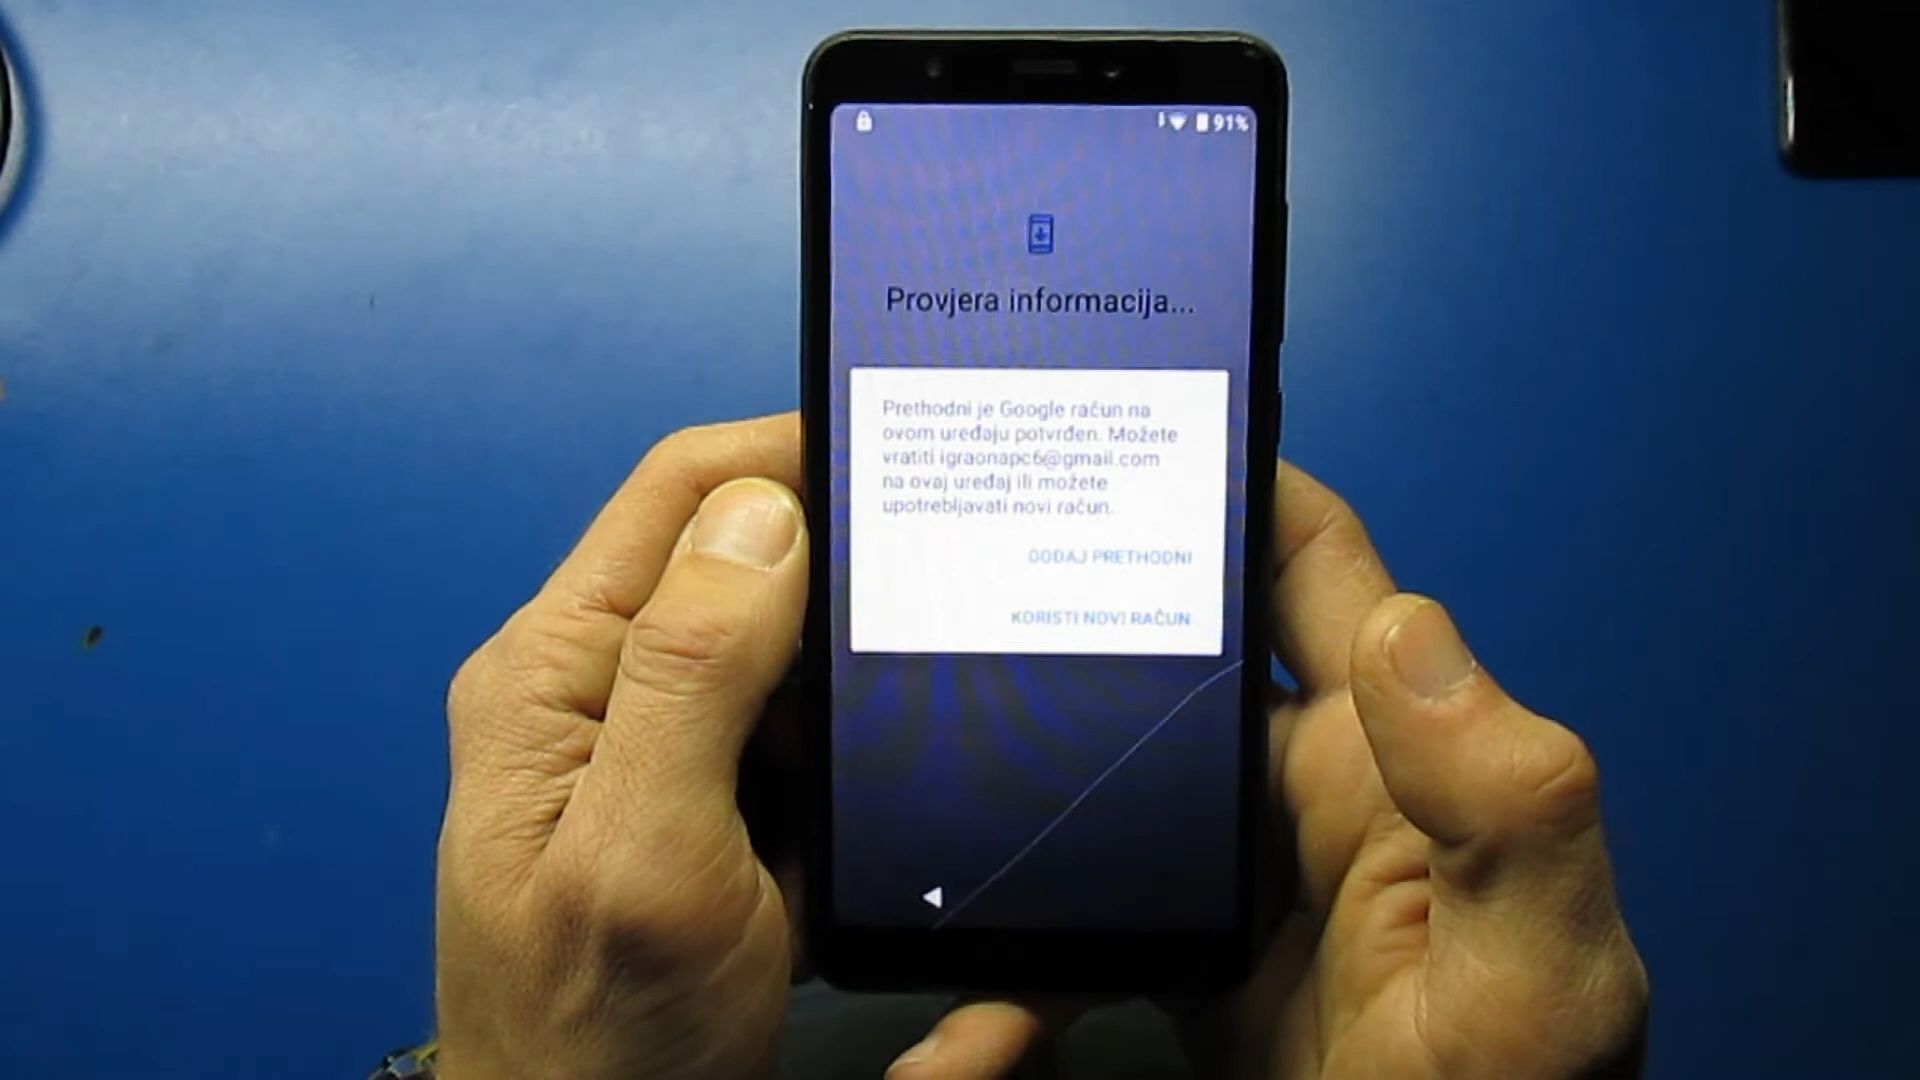 91%
Provjera informacija...
Prethodni je Google račun na
ovom uređaju potvrđen. Možete
vratiti igraonapc6@gmail.com
na ovaj uređaj ili možete
upotrebljavati novi račun.
DODAJ PRETHODNI
KORISTI NOVI RAČUN